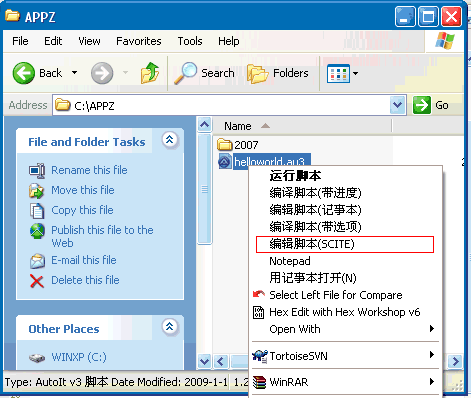 APPZ
File Edit View Favorites Tools Help
Back Search Folders
Address C:\APPZ Go
File and Folder Tasks
Rename this file
Move this file
Copy this file
Publish this file to the
Web
E-mail this file
Delete this file
Other Places
WINXP (C:)
Name
2007
helloworld.au3
运行脚本
编译脚本(带进度)
编辑脚本(记事本)
编译脚本(带选项)
编辑脚本(SCITE)
Notepad
用记事本打开(N)
Select Left File for Compare
Hex Edit with Hex Workshop v6
Open With
TortoiseSVN
WinRAR
Type: AutoIt v3 脚本 Date Modified: 2009-1-1 1.2